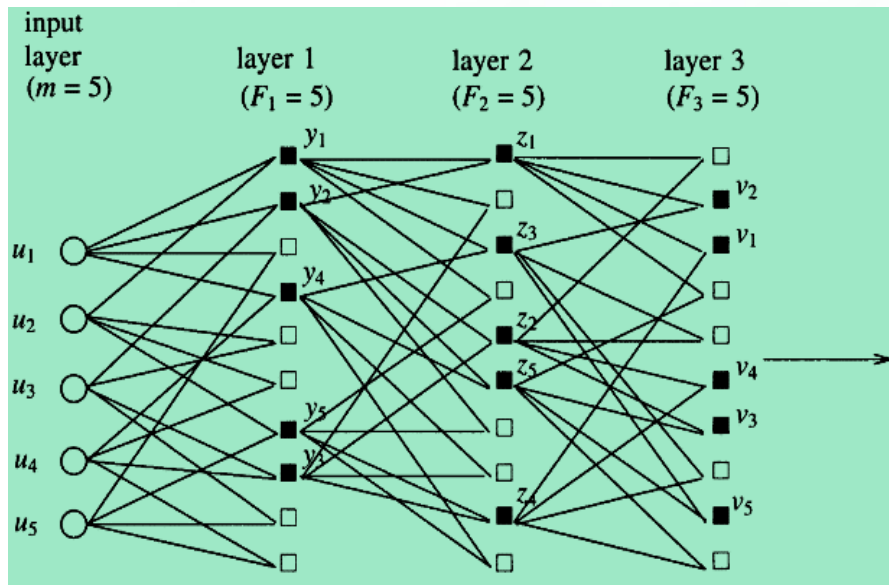 input
layer
(m = 5)
layer 1
(F₁ = 5)
layer 2
(F₂ = 5)
layer 3
(F₃ = 5)
u₁
u₂
u₃
u₄
u₅
y₁
y₂
y₄
y₅
y₃
z₁
z₃
z₂
z₅
z₄
v₂
v₁
v₄
v₃
v₅